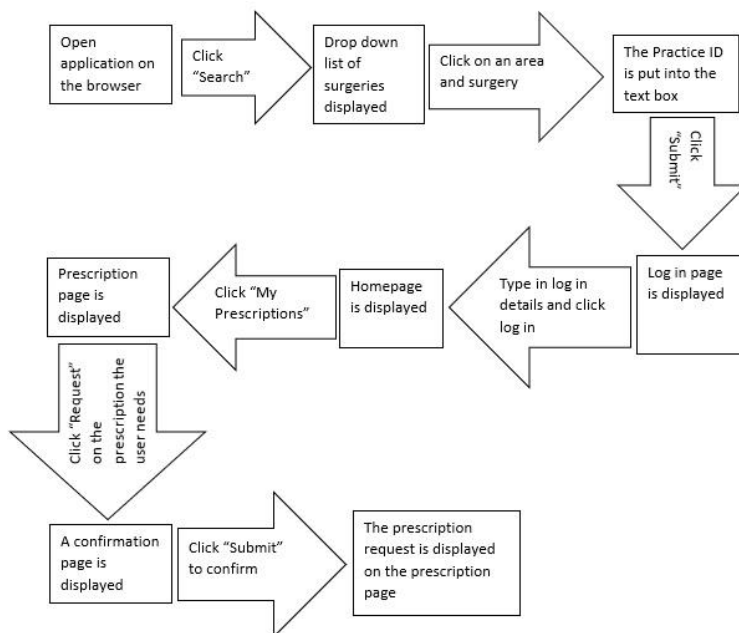 Open
application on
the browser
Click
“Search”
Drop down
list of
surgeries
displayed
Click on an area
and surgery
The Practice ID
is put into the
text box
Click
“Submit”
Log in page
is displayed
Type in log in
details and click
log in
Homepage
is displayed
Click “My
Prescriptions”
Prescription
page is
displayed
Click “Request”
on the
prescription the
user needs
A confirmation
page is
displayed
Click “Submit”
to confirm
The prescription
request is displayed
on the prescription
page